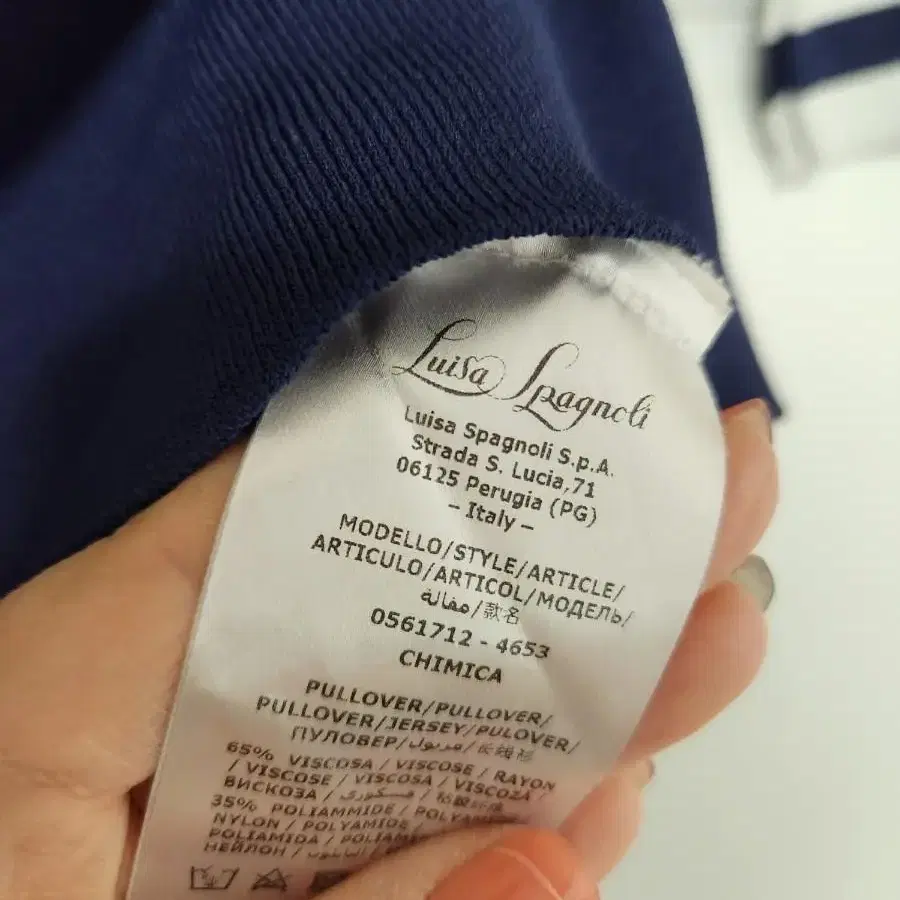 Luisa Spagnoli
Luisa Spagnoli S.p.A.
Strada S. Lucia,71
06125 Perugia (PG)
– Italy –
MODELLO/STYLE/ARTICLE/
ARTICULO/ARTICOL/МОДЕЛЬ/
مقالة/款名
0561712 - 4653
CHIMICA
PULLOVER/PULLOVER/
PULLOVER/JERSEY/PULOVER/
ПУЛОВЕР/
65% VISCOSA / VISCOSE / RAYON
/ VISCOSE / VISCOSA / VISCOZA /
ВИСКОЗА /
35% POLIAMMIDE /
NYLON / POLYAMIDE /
POLIAMIDA /
НЕЙЛОН /